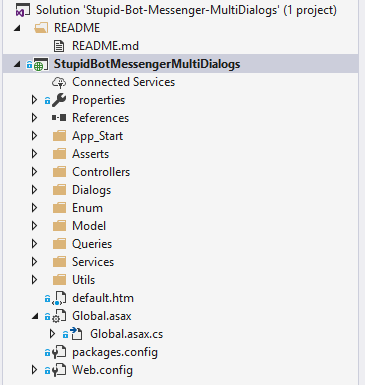 Solution 'Stupid-Bot-Messenger-MultiDialogs' (1 project)
README
README.md
StupidBotMessengerMultiDialogs
Connected Services
Properties
References
App_Start
Asserts
Controllers
Dialogs
Enum
Model
Queries
Services
Utils
default.htm
Global.asax
Global.asax.cs
packages.config
Web.config